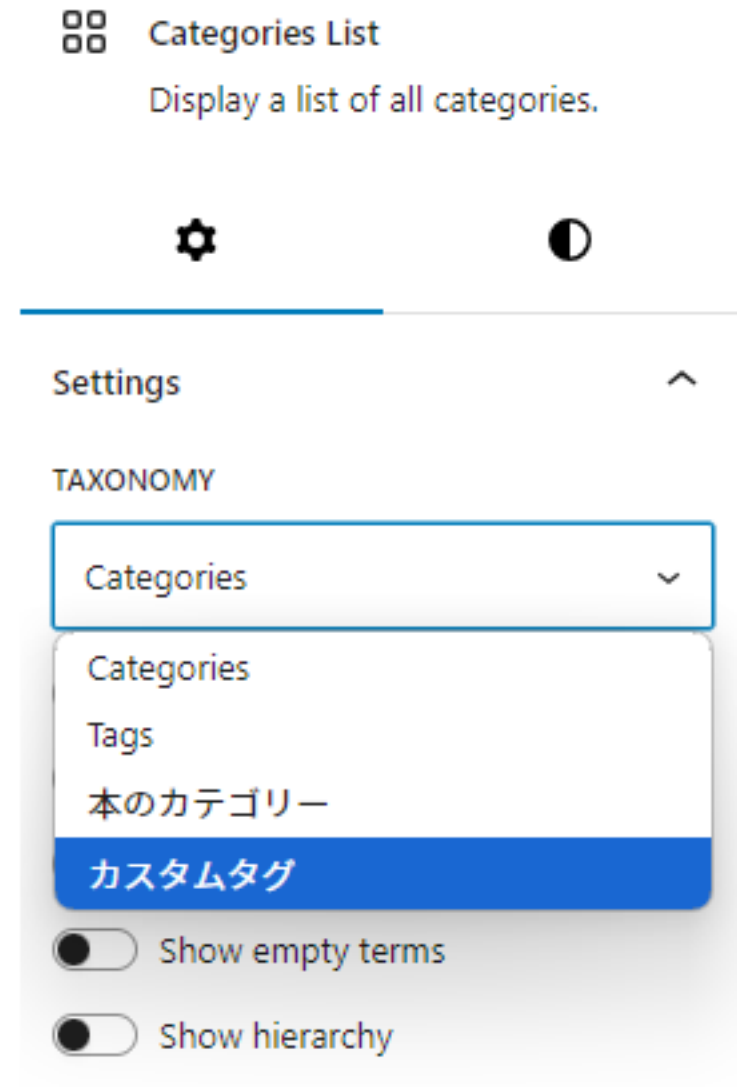 Categories List
Display a list of all categories.
Settings
TAXONOMY
Categories
Categories
Tags
本のカテゴリー
カスタムタグ
Show empty terms
Show hierarchy